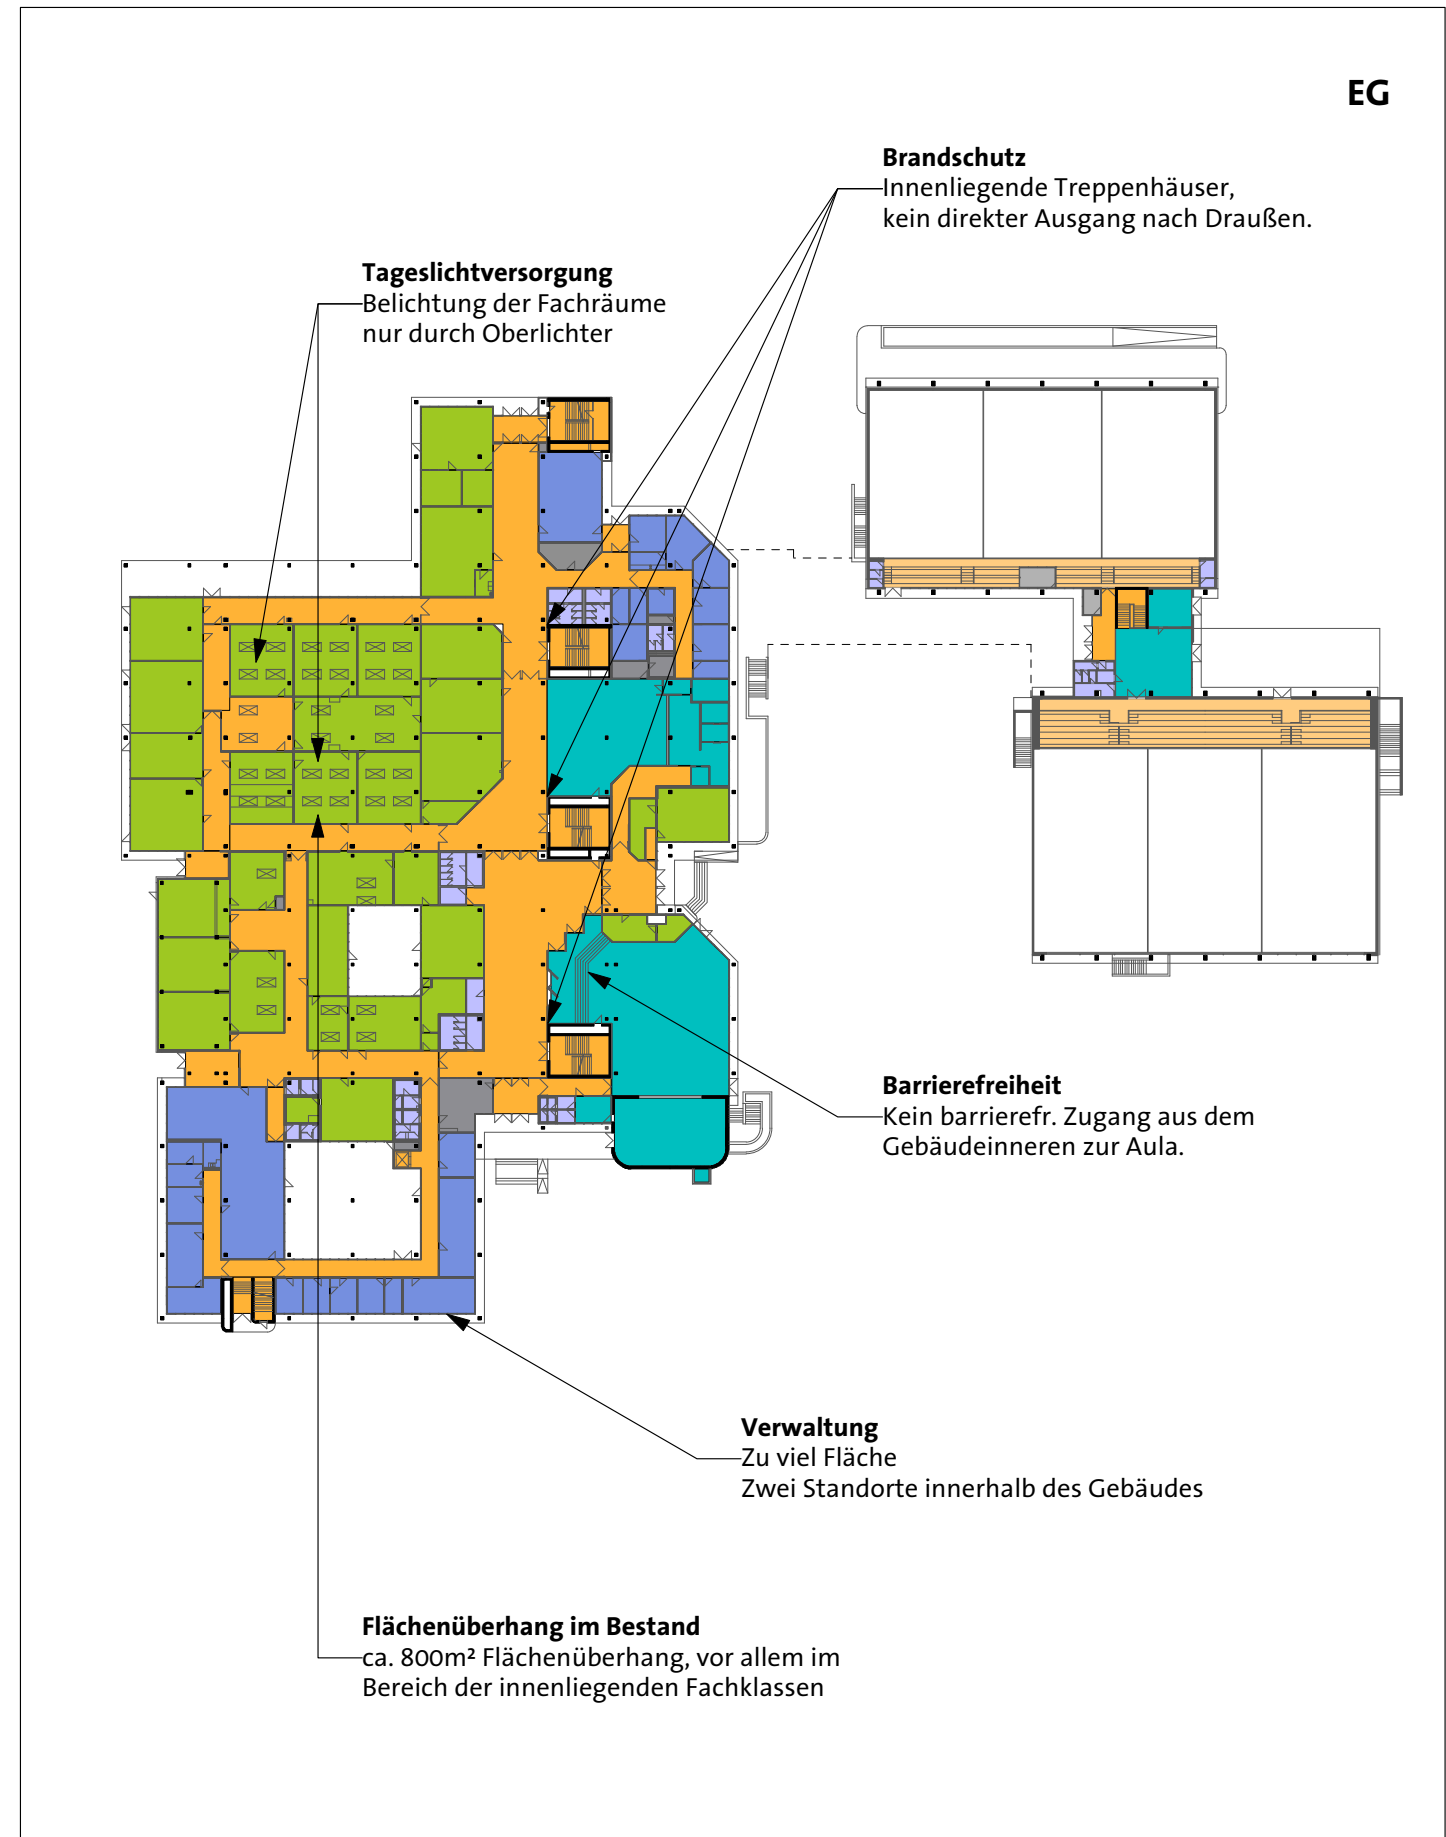 EG
Brandschutz
Innenliegende Treppenhäuser,
kein direkter Ausgang nach Draußen.
Tageslichtversorgung
Belichtung der Fachräume
nur durch Oberlichter
Barrierefreiheit
Kein barrierefr. Zugang aus dem
Gebäudeinneren zur Aula.
Verwaltung
Zu viel Fläche
Zwei Standorte innerhalb des Gebäudes
Flächenüberhang im Bestand
ca. 800m² Flächenüberhang, vor allem im
Bereich der innenliegenden Fachklassen